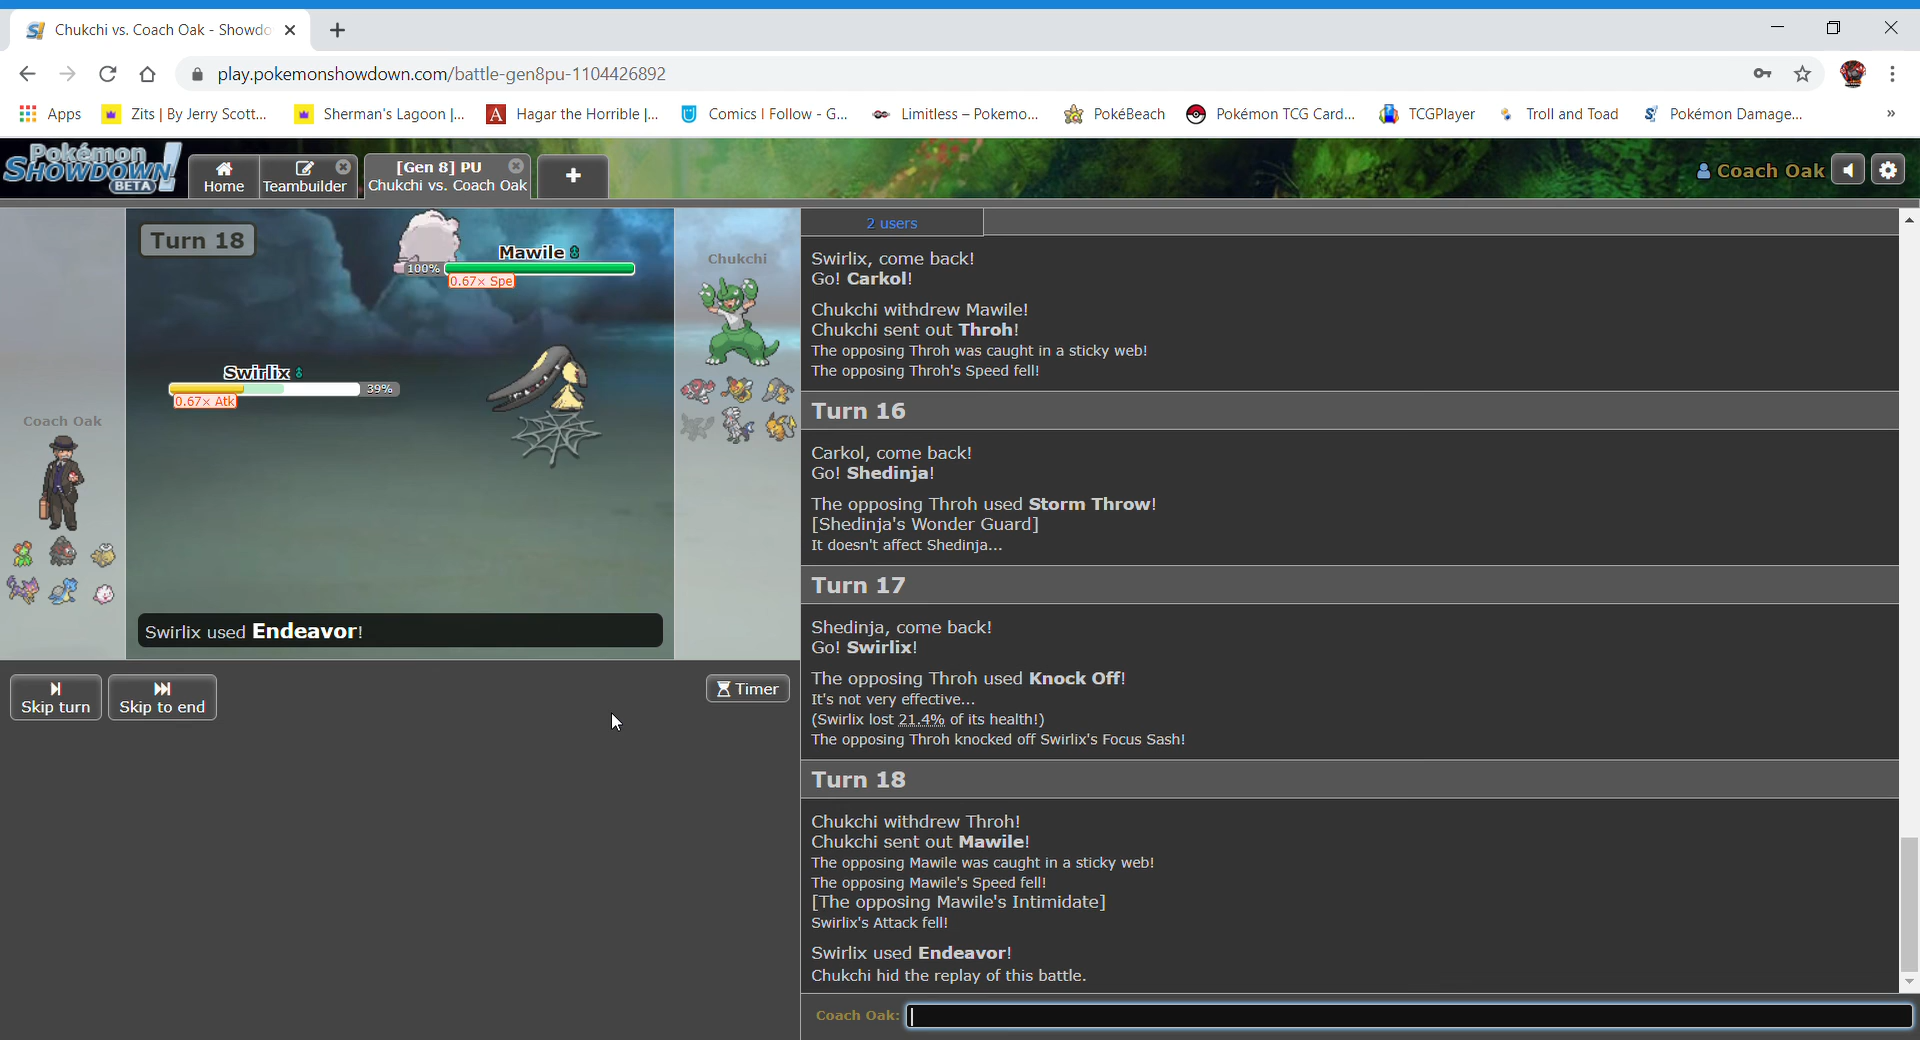 Chukchi vs. Coach Oak - Showdo
play.pokemonshowdown.com/battle-gen8pu-1104426892
Apps
Zits | By Jerry Scott...
Sherman's Lagoon |...
Hagar the Horrible |...
Comics I Follow - G...
Limitless – Pokemo...
PokéBeach
Pokémon TCG Card...
TCGPlayer
Troll and Toad
Pokémon Damage...
»
Pokémon
SHOWDOWN!
BETA
Home
Teambuilder
[Gen 8] PU
Chukchi vs. Coach Oak
Coach Oak
Turn 18
Mawile
100%
0.67× Spe
Swirlix
39%
0.67× Atk
Coach Oak
Chukchi
Swirlix used Endeavor!
Skip turn
Skip to end
Timer
2 users
Swirlix, come back!
Go! Carkol!
Chukchi withdrew Mawile!
Chukchi sent out Throh!
The opposing Throh was caught in a sticky web!
The opposing Throh's Speed fell!
Turn 16
Carkol, come back!
Go! Shedinja!
The opposing Throh used Storm Throw!
[Shedinja's Wonder Guard]
It doesn't affect Shedinja...
Turn 17
Shedinja, come back!
Go! Swirlix!
The opposing Throh used Knock Off!
It's not very effective...
(Swirlix lost 21.4% of its health!)
The opposing Throh knocked off Swirlix's Focus Sash!
Turn 18
Chukchi withdrew Throh!
Chukchi sent out Mawile!
The opposing Mawile was caught in a sticky web!
The opposing Mawile's Speed fell!
[The opposing Mawile's Intimidate]
Swirlix's Attack fell!
Swirlix used Endeavor!
Chukchi hid the replay of this battle.
Coach Oak: